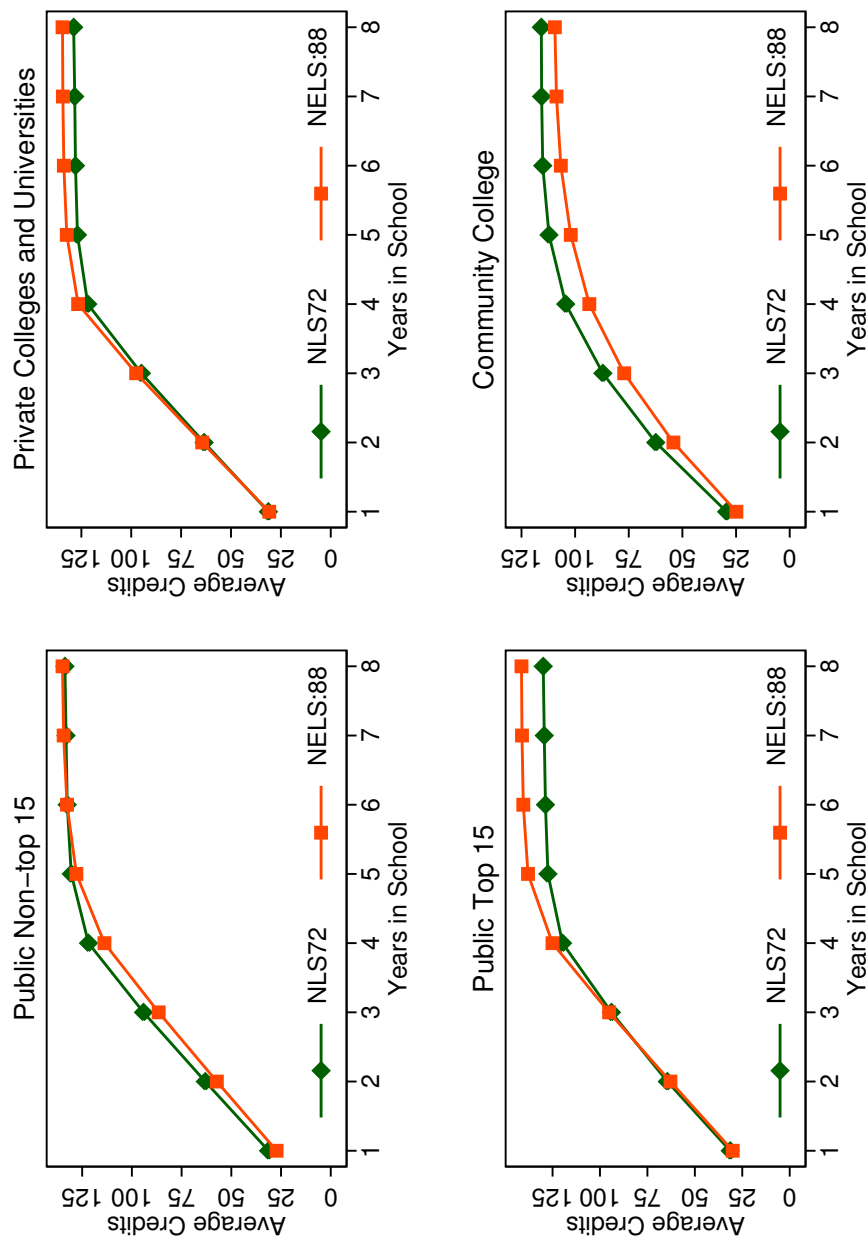 Public Non−top 15
Average Credits
0 25 50 75 100 125
1 2 3 4 5 6 7 8
Years in School
NLS72 NELS:88
Private Colleges and Universities
Average Credits
0 25 50 75 100 125
1 2 3 4 5 6 7 8
Years in School
NLS72 NELS:88
Public Top 15
Average Credits
0 25 50 75 100 125
1 2 3 4 5 6 7 8
Years in School
NLS72 NELS:88
Community College
Average Credits
0 25 50 75 100 125
1 2 3 4 5 6 7 8
Years in School
NLS72 NELS:88